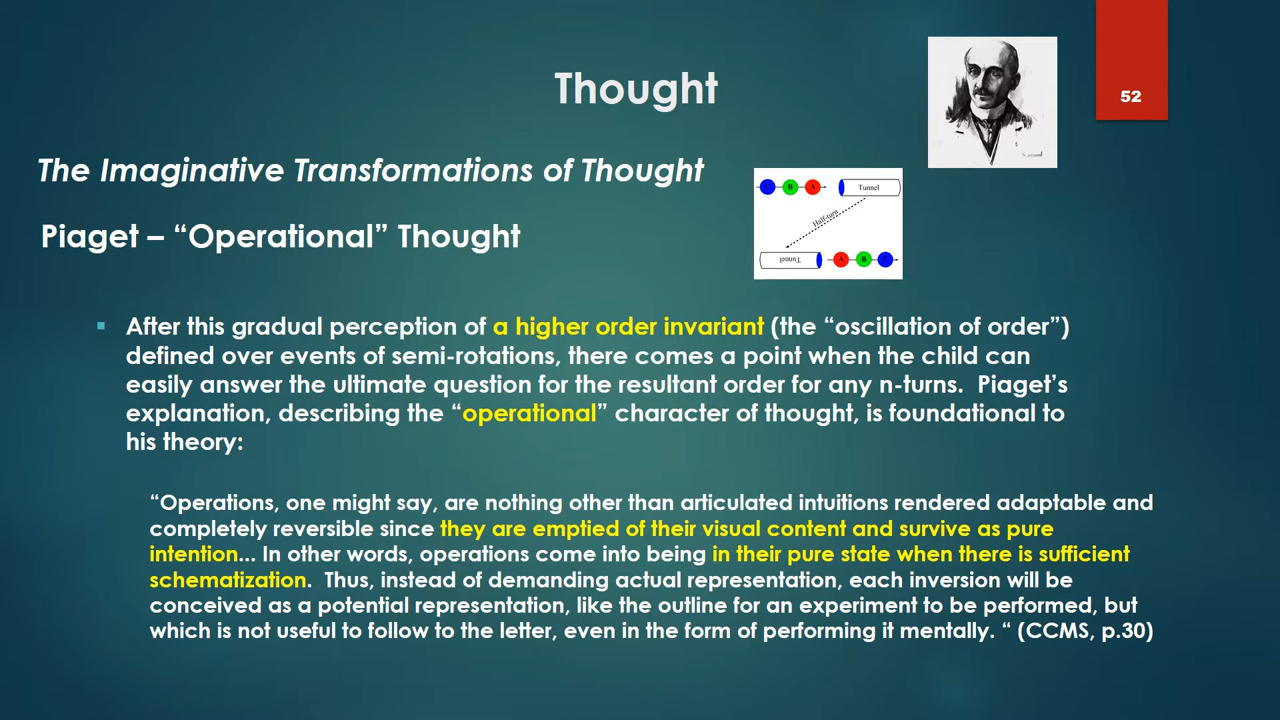 Thought
52
The Imaginative Transformations of Thought
C B A Tunnel
Piaget – “Operational” Thought
Half-turn
Tunnel A B
After this gradual perception of a higher order invariant (the “oscillation of order”)
defined over events of semi-rotations, there comes a point when the child can
easily answer the ultimate question for the resultant order for any n-turns. Piaget’s
explanation, describing the “operational” character of thought, is foundational to
his theory:
“Operations, one might say, are nothing other than articulated intuitions rendered adaptable and
completely reversible since they are emptied of their visual content and survive as pure
intention... In other words, operations come into being in their pure state when there is sufficient
schematization. Thus, instead of demanding actual representation, each inversion will be
conceived as a potential representation, like the outline for an experiment to be performed, but
which is not useful to follow to the letter, even in the form of performing it mentally. “ (CCMS, p.30)